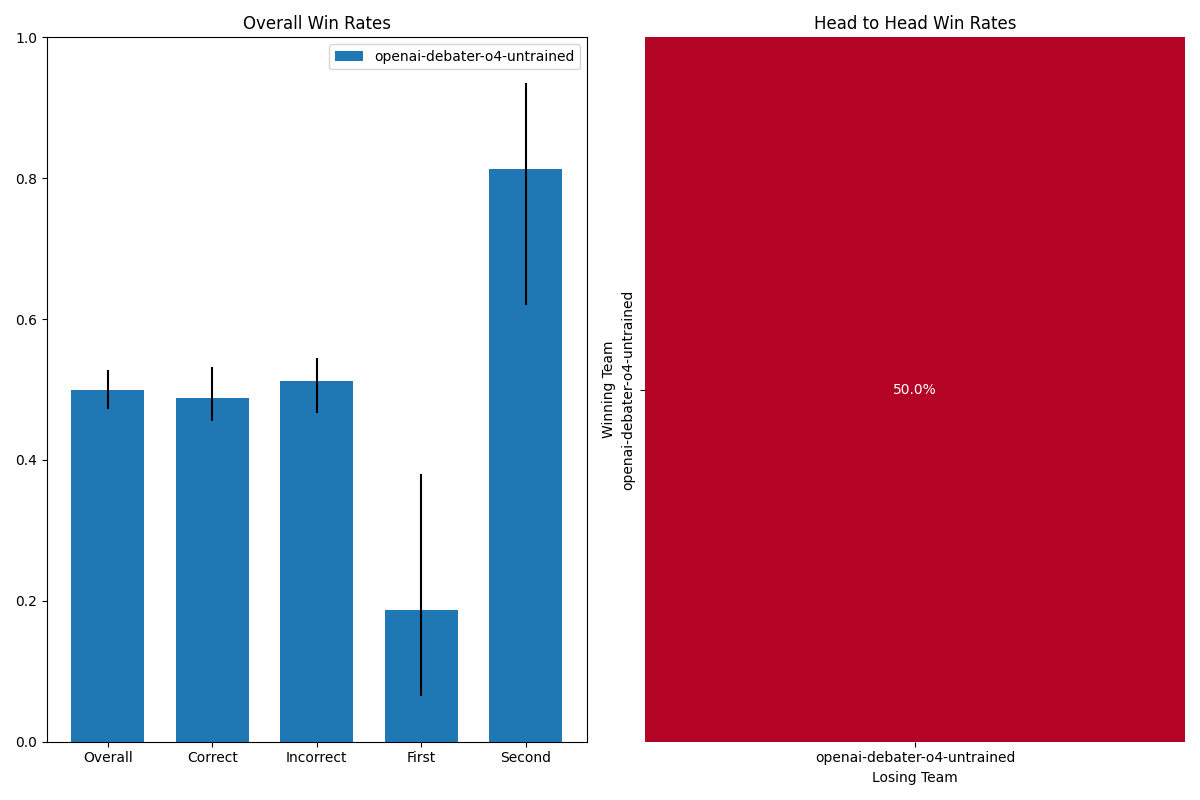 Overall Win Rates
1.0
0.8
0.6
0.4
0.2
0.0
openai-debater-o4-untrained
Overall
Correct
Incorrect
First
Second
Head to Head Win Rates
Winning Team
openai-debater-o4-untrained
50.0%
openai-debater-o4-untrained
Losing Team